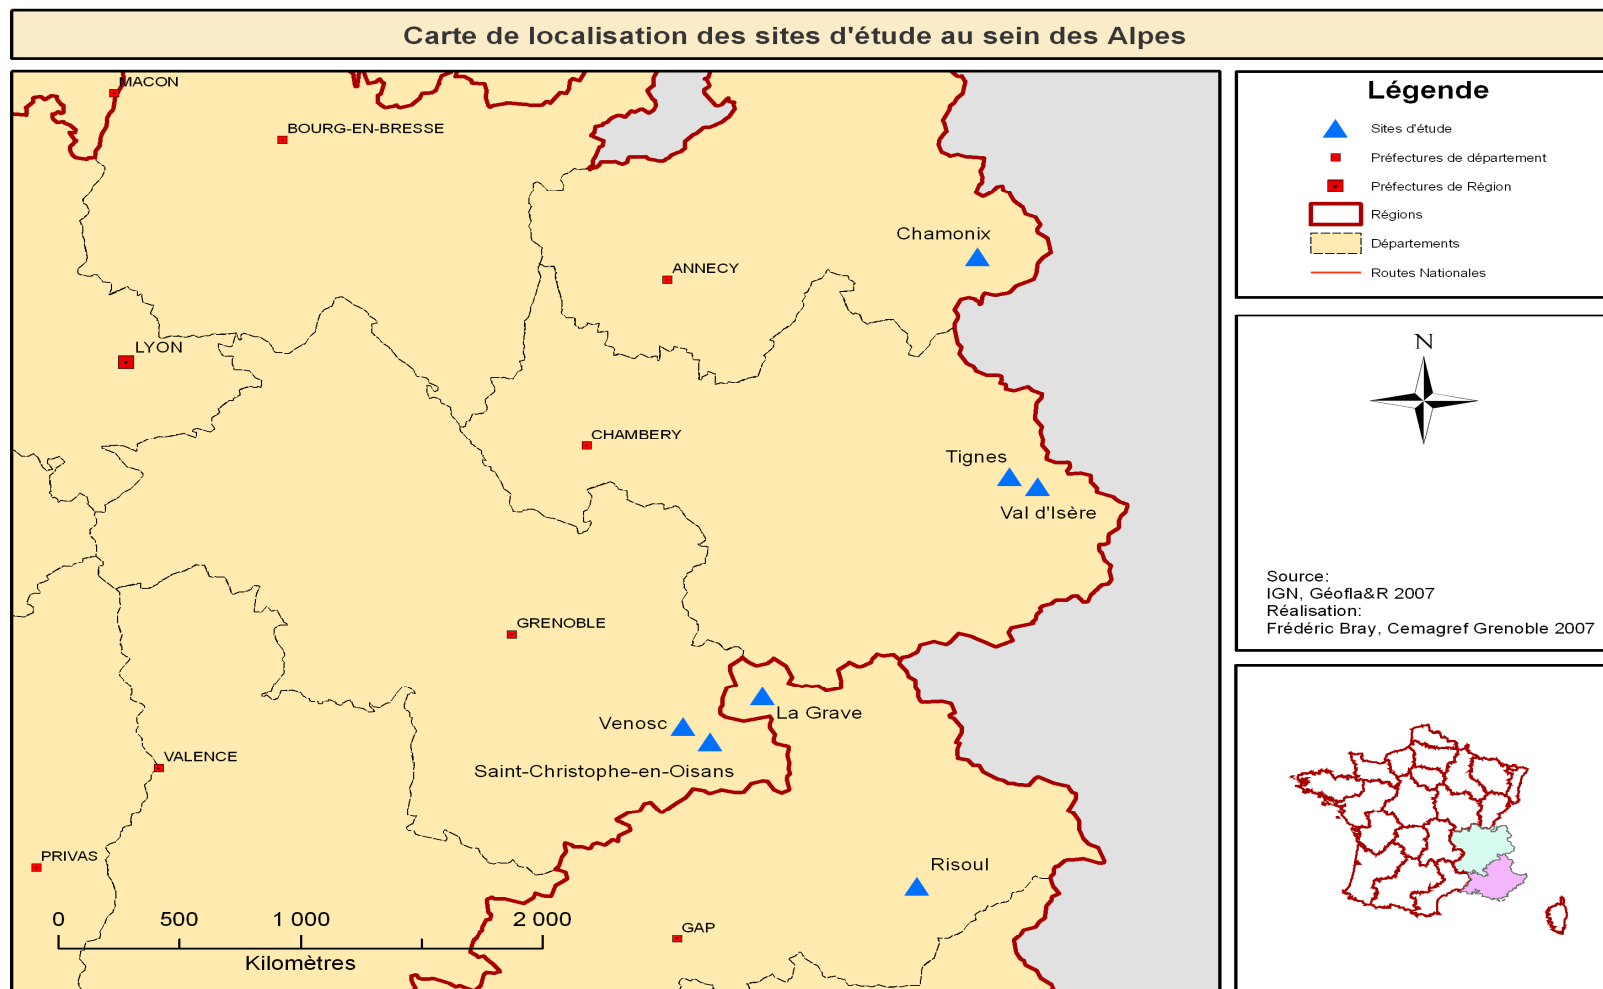 Carte de localisation des sites d'étude au sein des Alpes
MACON
BOURG-EN-BRESSE
Chamonix
ANNECY
LYON
CHAMBERY
Tignes
Val d'Isère
GRENOBLE
La Grave
Venosc
VALENCE
Saint-Christophe-en-Oisans
PRIVAS
Risoul
GAP
0 500 1 000 2 000
Kilomètres
Légende
Sites d'étude
Préfectures de département
Préfectures de Région
Régions
Départements
Routes Nationales
N
Source:
IGN, Géofla&R 2007
Réalisation:
Frédéric Bray, Cemagref Grenoble 2007